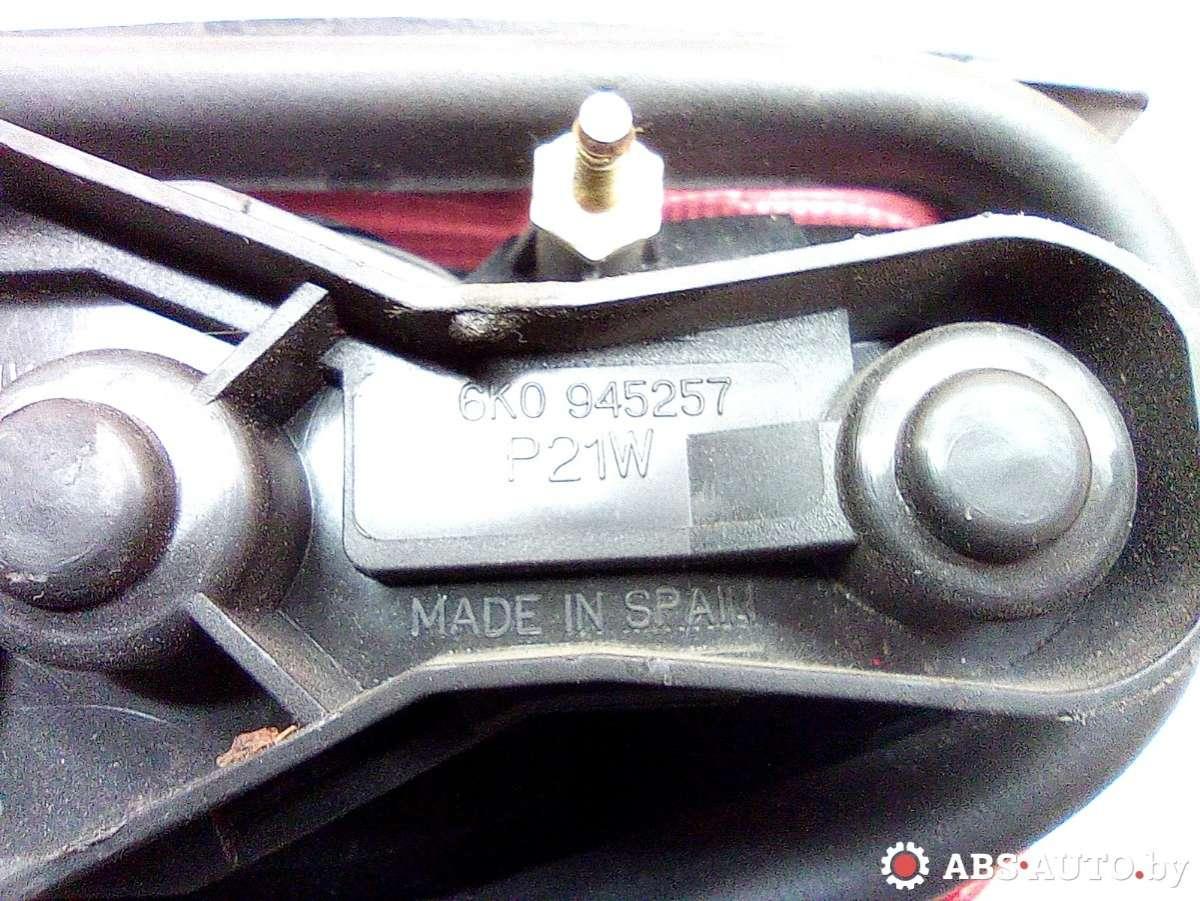 6K0 945257
P21W
MADE IN SPAIN
ABS•AUTO.by